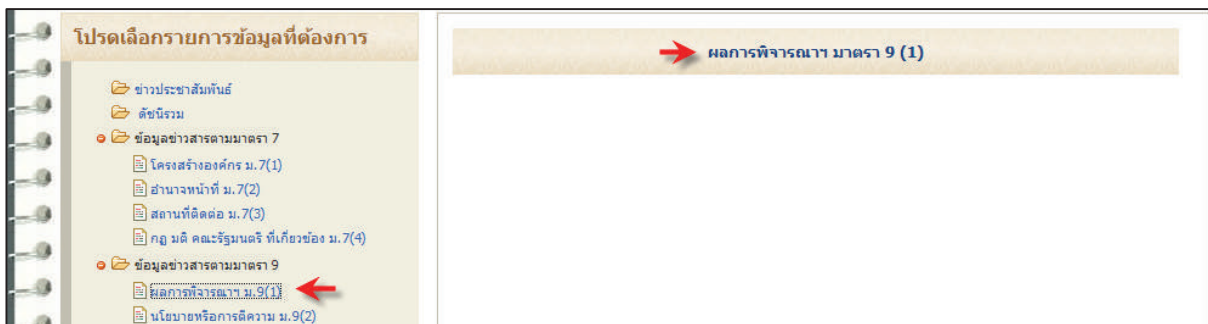 โปรดเลือกรายการข้อมูลที่ต้องการ
ข่าวประชาสัมพันธ์
ดัชนีรวม
ข้อมูลข่าวสารตามมาตรา 7
โครงสร้างองค์กร ม.7(1)
อำนาจหน้าที่ ม.7(2)
สถานที่ติดต่อ ม.7(3)
กฎ มติ คณะรัฐมนตรี ที่เกี่ยวข้อง ม.7(4)
ข้อมูลข่าวสารตามมาตรา 9
ผลการพิจารณาฯ ม.9(1)
นโยบายหรือการตีความ ม.9(2)
ผลการพิจารณาฯ มาตรา 9 (1)